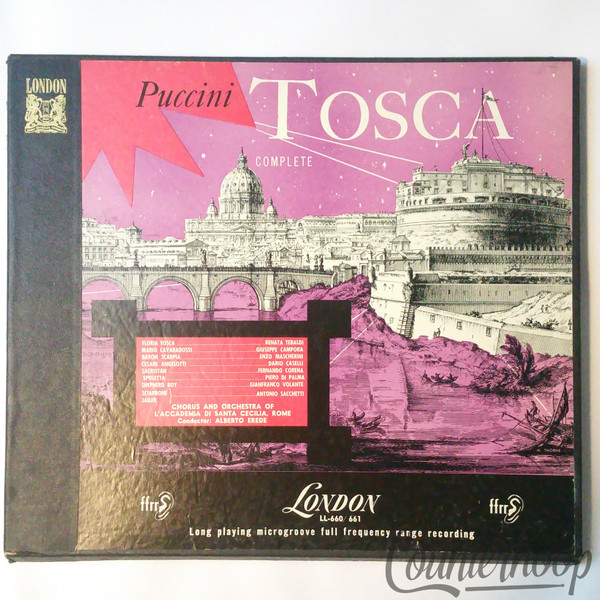 LONDON
Puccini TOSCA
COMPLETE
FLORIA TOSCA RENATA TEBALDI
MARIO CAVARADOSSI GIUSEPPE CAMPORA
BARON SCARPIA ENZO MASCHERINI
CESARE ANGELOTTI DARIO CASELLI
SACRISTAN FERNANDO CORENA
SPOLETTA PIERO DI PALMA
SHEPHERD BOY GIANFRANCO VOLANTE
SCIARRONE ANTONIO SACCHETTI
JAILER
CHORUS AND ORCHESTRA OF
L'ACCADEMIA DI SANTA CECILIA, ROME
Conductor: ALBERTO EREDE
ffrr LONDON ffrr
LL-660/661
Long playing microgroove full frequency range recording
Counterhoop